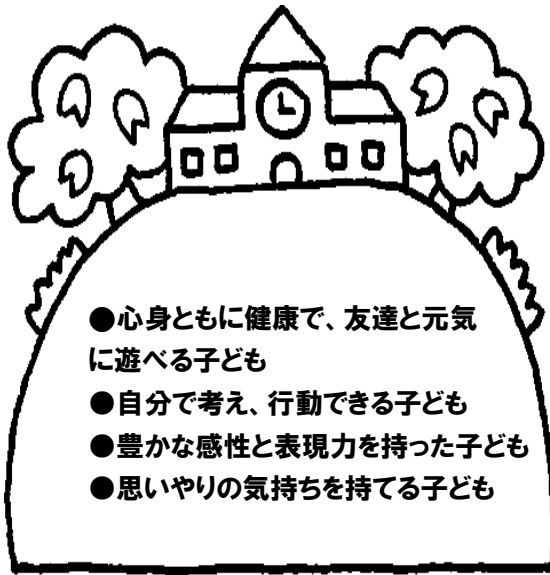 ●心身ともに健康で、友達と元気
に遊べる子ども
●自分で考え、行動できる子ども
●豊かな感性と表現力を持った子ども
●思いやりの気持ちを持てる子ども